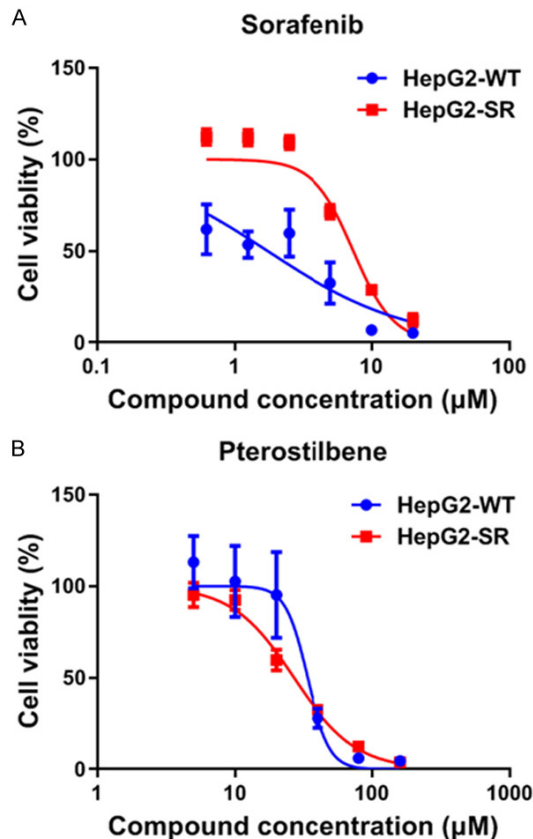 A
Sorafenib
150
HepG2-WT
HepG2-SR
100
Cell viablity (%)
50
0
0.1 1 10 100
Compound concentration (µM)
B
Pterostilbene
150
HepG2-WT
HepG2-SR
100
Cell viablity (%)
50
0
1 10 100 1000
Compound concentration (µM)